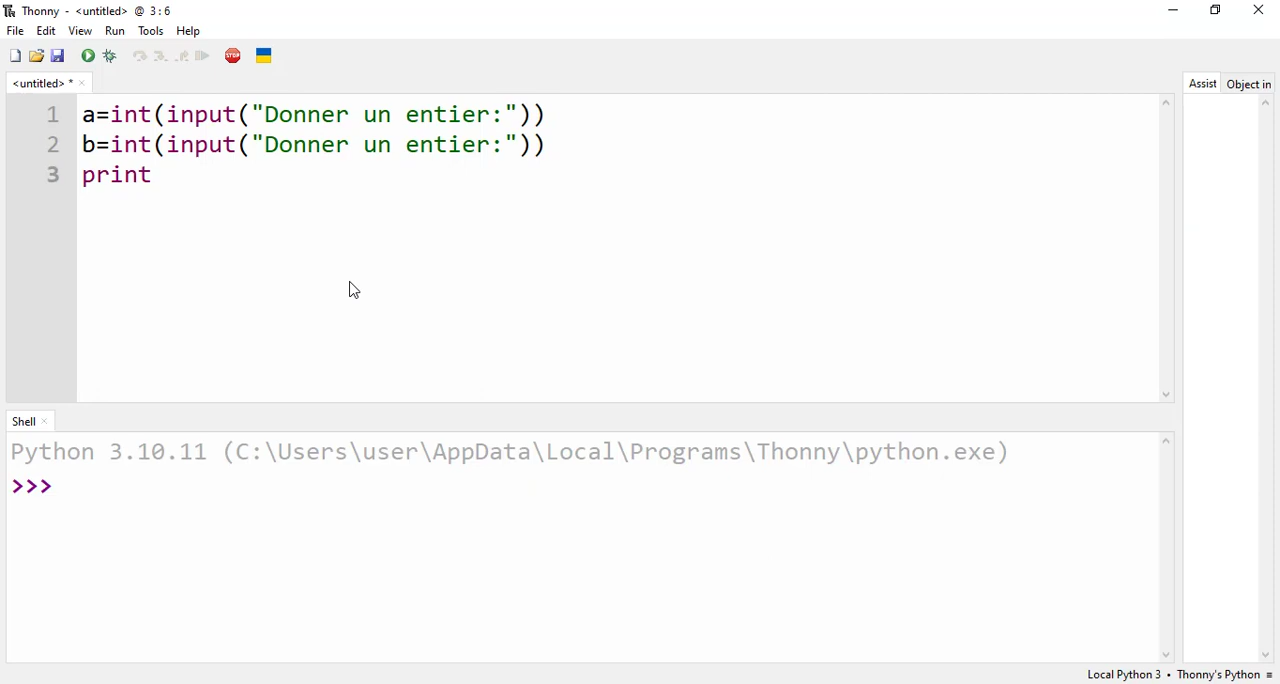 Thonny - <untitled> @ 3:6
File Edit View Run Tools Help
STOP
<untitled> *
Assist Object in
1 a=int(input("Donner un entier:"))
2 b=int(input("Donner un entier:"))
3 print
Shell
Python 3.10.11 (C:\Users\user\AppData\Local\Programs\Thonny\python.exe)
>>>
Local Python 3 • Thonny's Python ≡